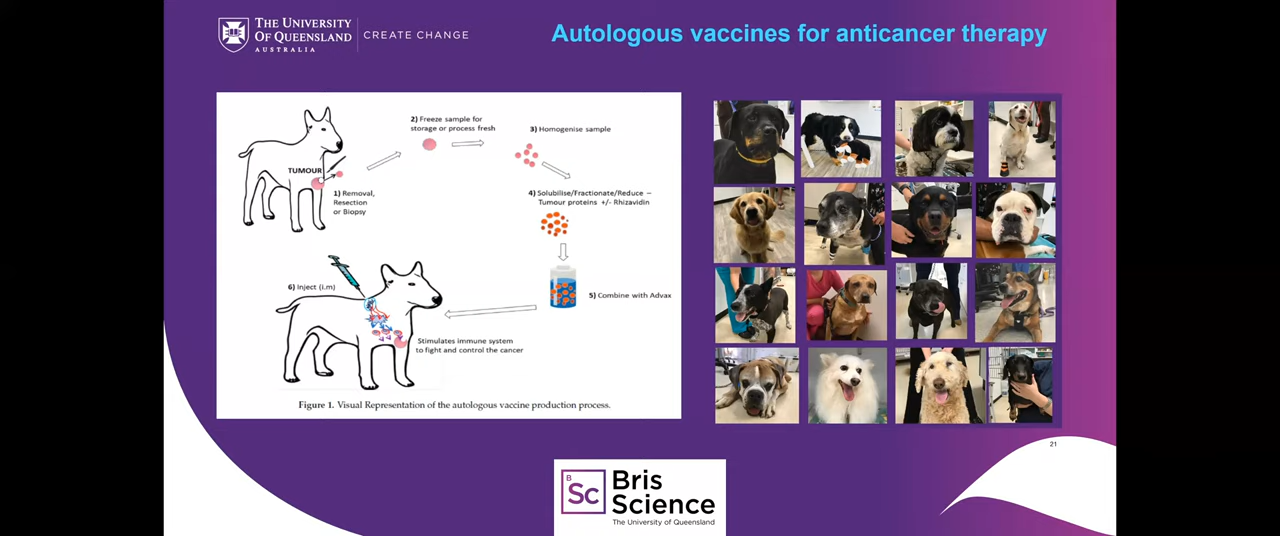 THE UNIVERSITY
OF QUEENSLAND
AUSTRALIA
CREATE CHANGE
Autologous vaccines for anticancer therapy
TUMOUR
1) Removal,
Resection
or Biopsy
2) Freeze sample for
storage or process fresh
3) Homogenise sample
4) Solubilise/Fractionate/Reduce –
Tumour proteins +/- Rhizavidin
5) Combine with Advax
6) Inject (i.m)
Stimulates immune system
to fight and control the cancer
Figure 1. Visual Representation of the autologous vaccine production process.
21
B
Sc
Bris
Science
The University of Queensland